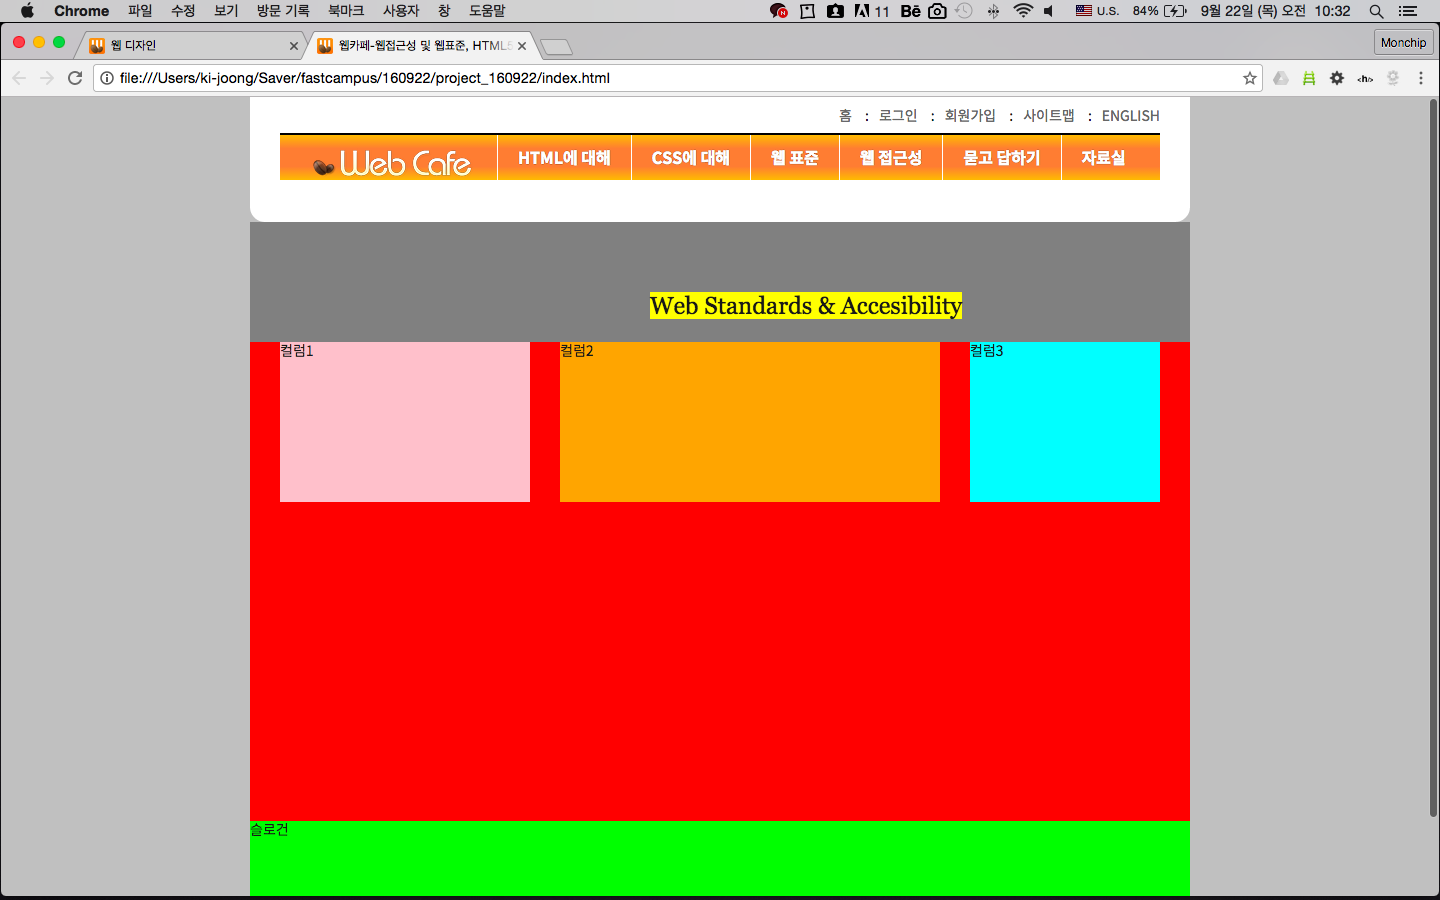 Chrome 파일 수정 보기 방문 기록 북마크 사용자 창 도움말 11 Bē U.S. 84% 9월 22일 (목) 오전 10:32
웹 디자인 웹카페-웹접근성 및 웹표준, HTML5 Monchip
file:///Users/ki-joong/Saver/fastcampus/160922/project_160922/index.html
홈 : 로그인 : 회원가입 : 사이트맵 : ENGLISH
Web Cafe HTML에 대해 CSS에 대해 웹 표준 웹 접근성 묻고 답하기 자료실
Web Standards & Accesibility
컬럼1 컬럼2 컬럼3
슬로건